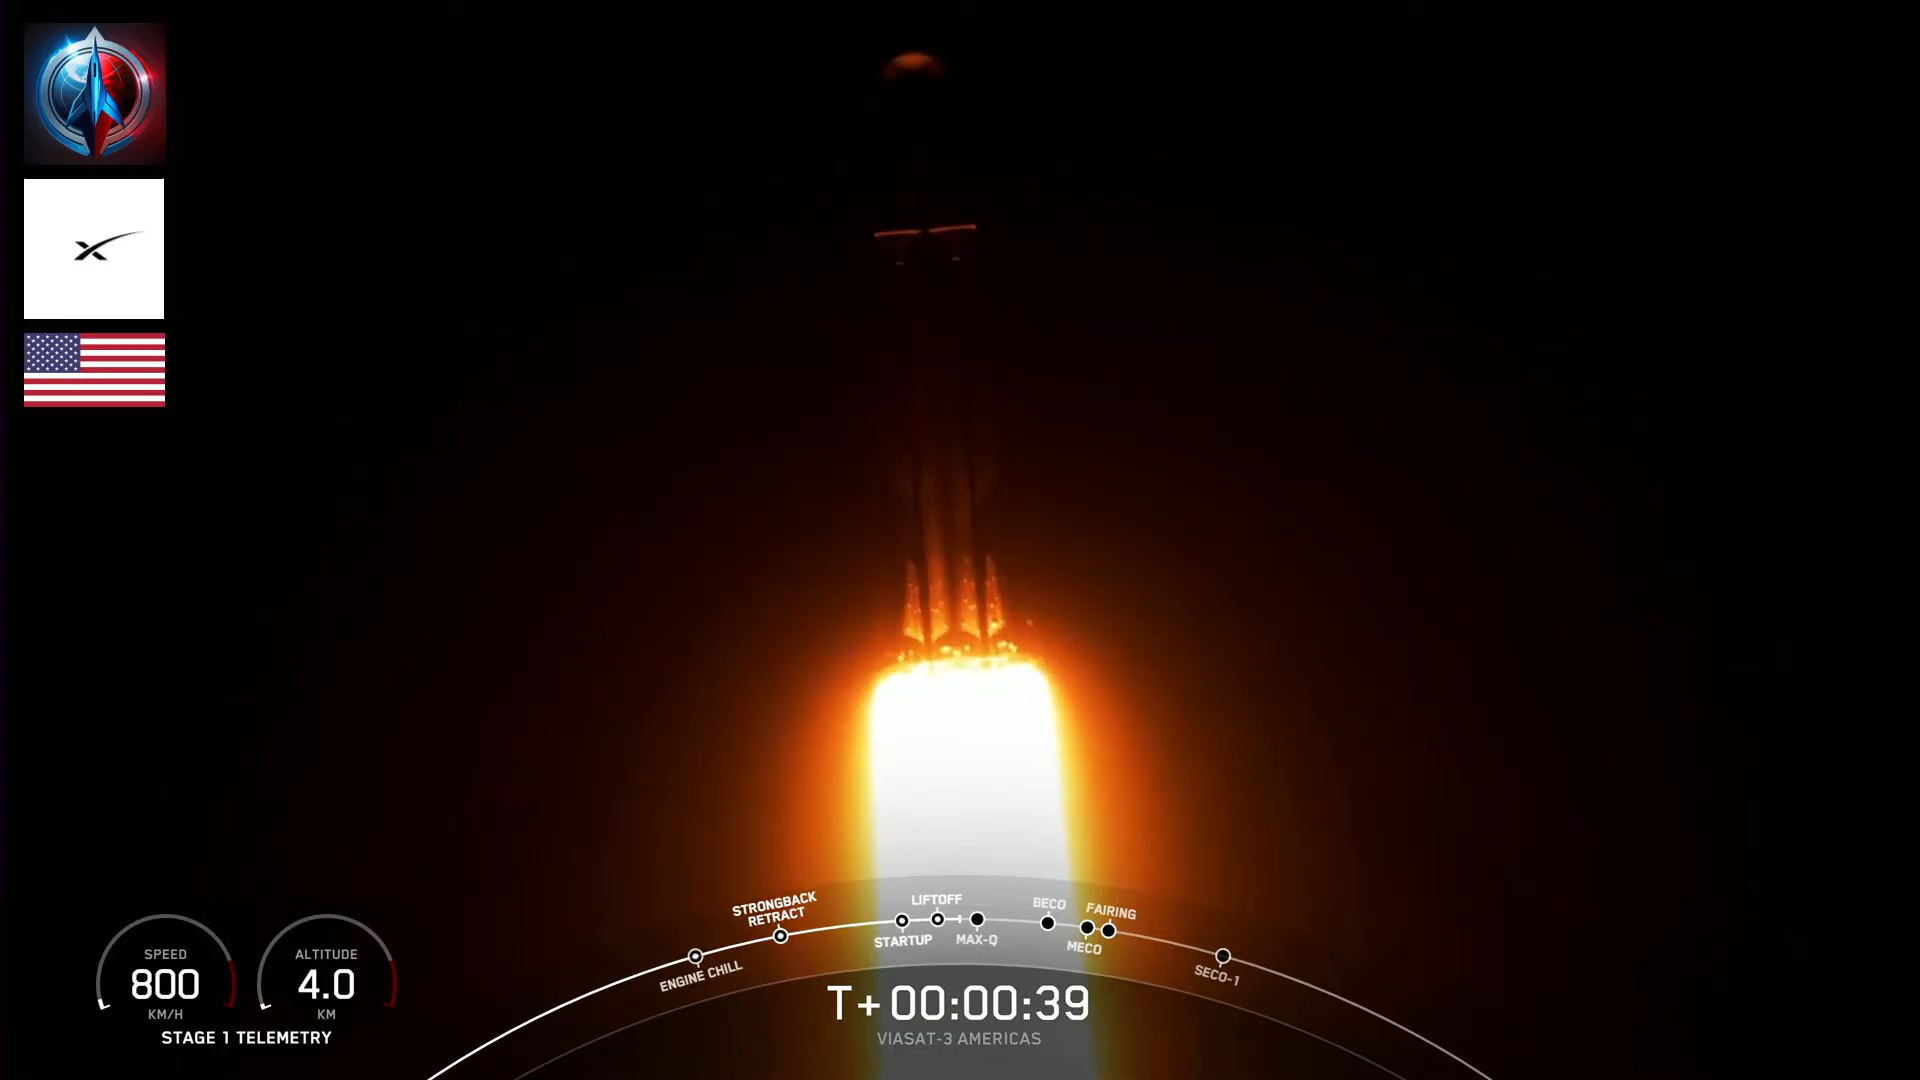 STRONGBACK
RETRACT
LIFTOFF
BECO
FAIRING
STARTUP
MAX-Q
MECO
ENGINE CHILL
SECO-1
SPEED
800
KM/H
ALTITUDE
4.0
KM
STAGE 1 TELEMETRY
T+00:00:39
VIASAT-3 AMERICAS